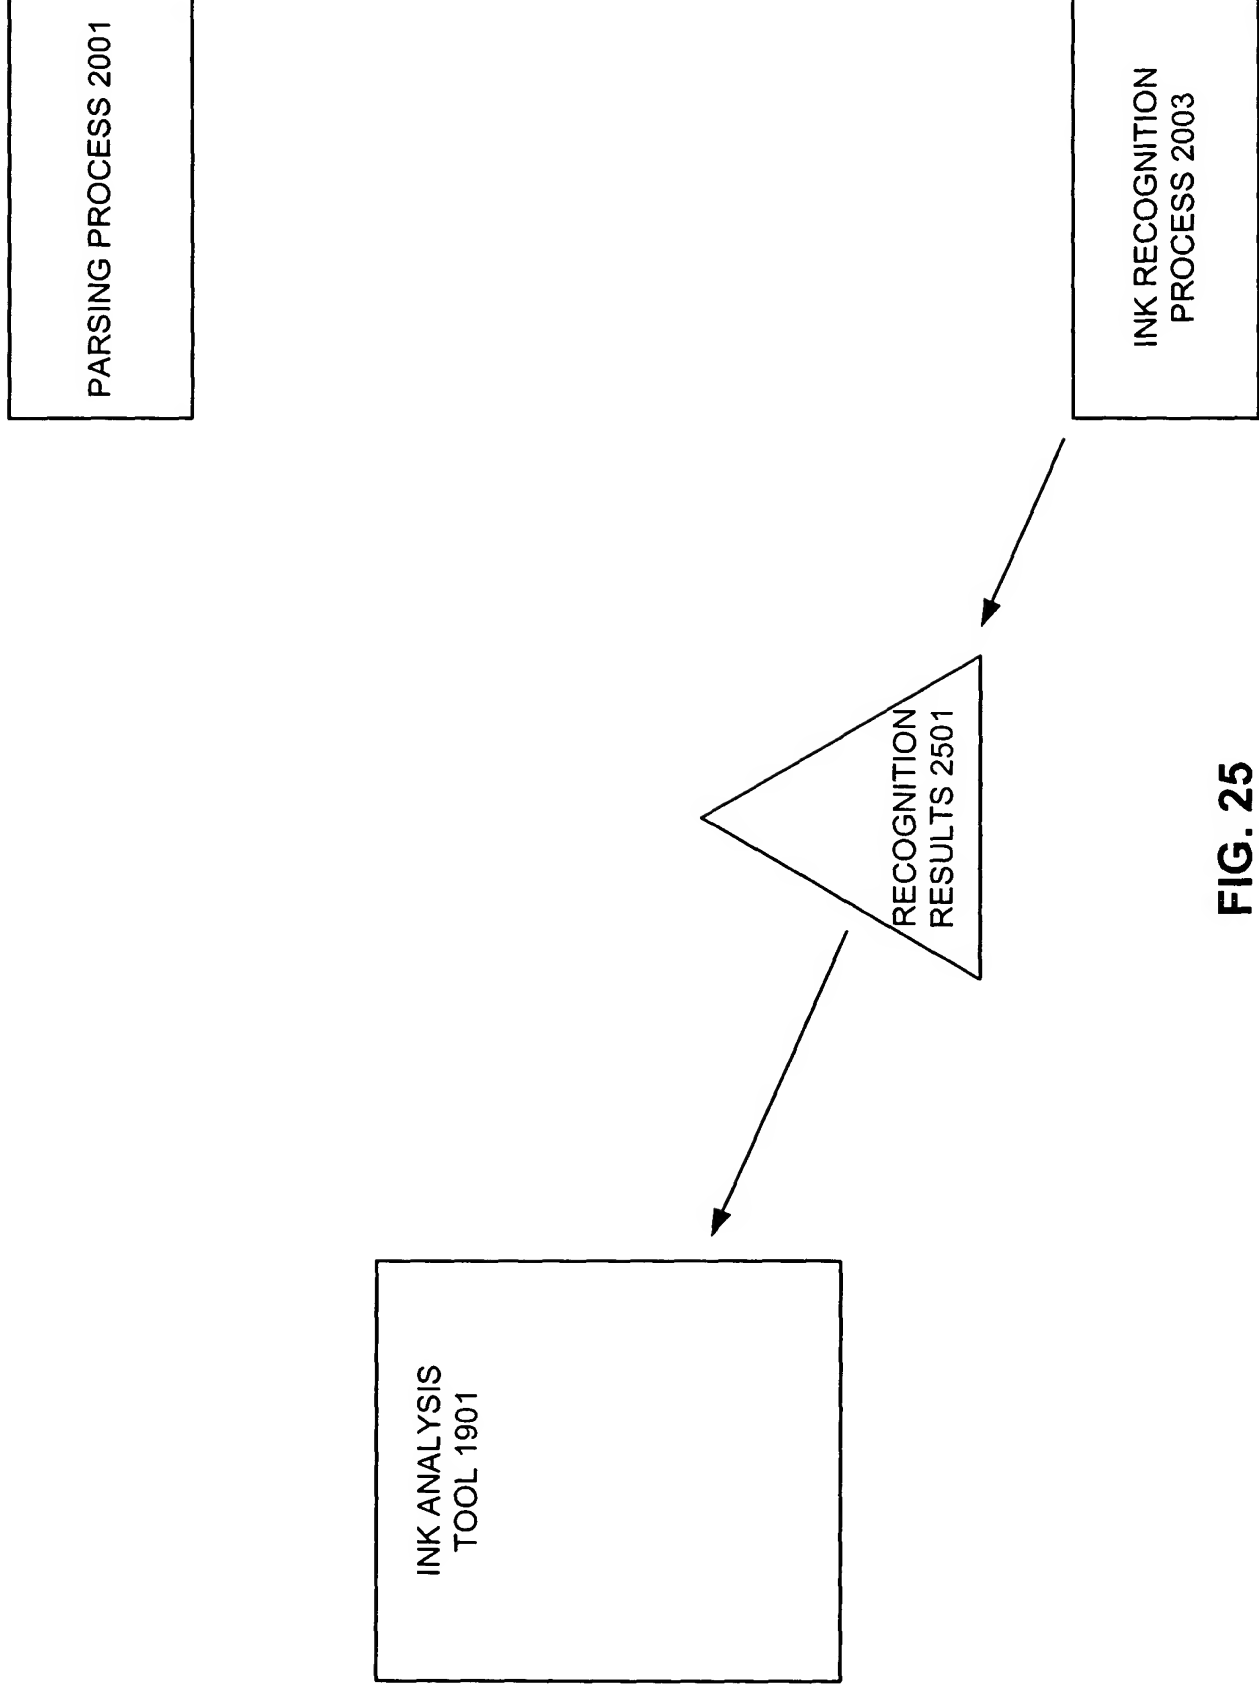 PARSING PROCESS 2001
INK ANALYSIS
TOOL 1901
RECOGNITION
RESULTS 2501
INK RECOGNITION
PROCESS 2003
FIG. 25